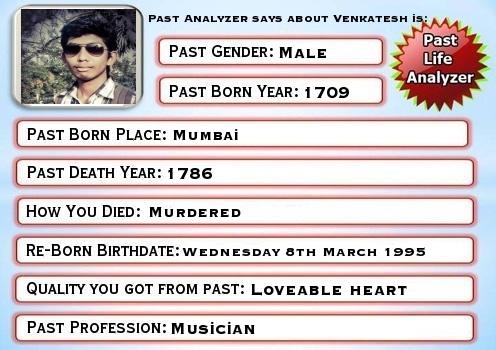 Past Analyzer says about Venkatesh is:
Past Gender: Male
Past Life Analyzer
Past Born Year: 1709
Past Born Place: Mumbai
Past Death Year: 1786
How You Died: Murdered
Re-Born Birthdate: Wednesday 8th March 1995
Quality you got from past: Loveable heart
Past Profession: Musician